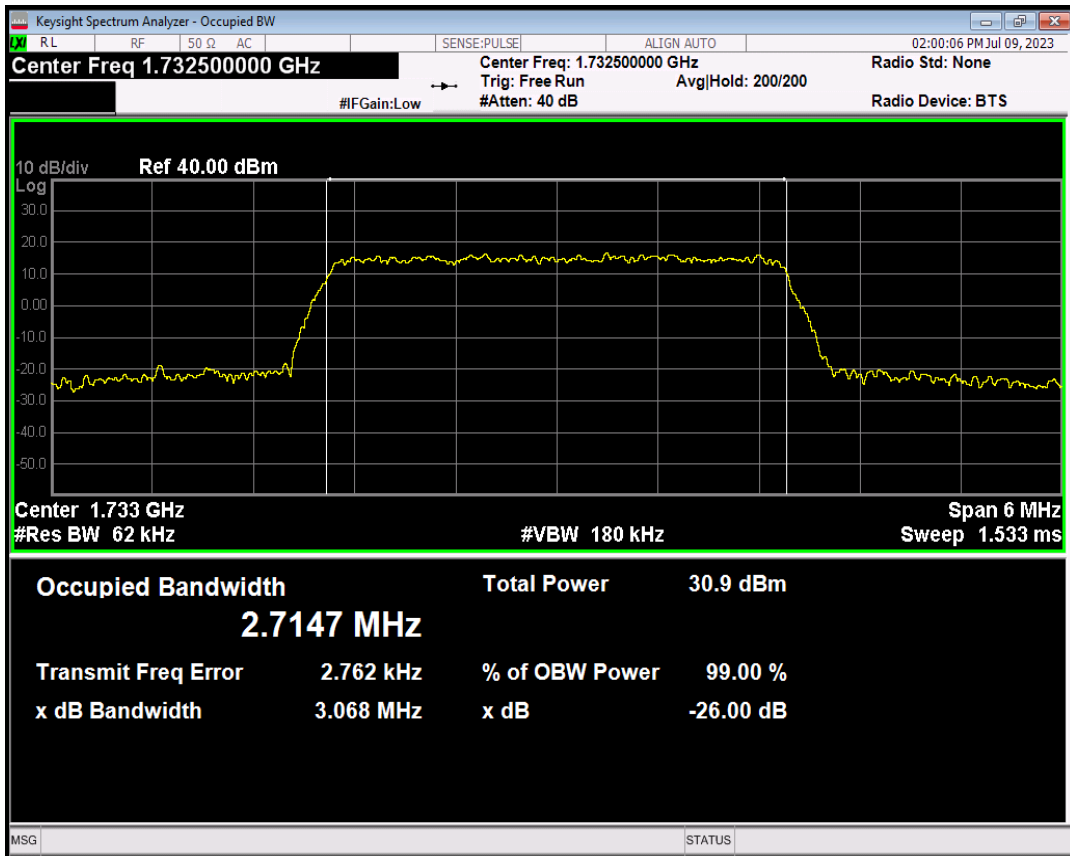 Keysight Spectrum Analyzer - Occupied BW
LXI RL RF 50 Ω AC SENSE:PULSE ALIGN AUTO 02:00:06 PM Jul 09, 2023
Center Freq 1.732500000 GHz
Center Freq: 1.732500000 GHz
Radio Std: None
Trig: Free Run Avg|Hold: 200/200
#IFGain:Low #Atten: 40 dB Radio Device: BTS
10 dB/div Ref 40.00 dBm
Log
30.0
20.0
10.0
0.00
-10.0
-20.0
-30.0
-40.0
-50.0
Center 1.733 GHz Span 6 MHz
#Res BW 62 kHz #VBW 180 kHz Sweep 1.533 ms
Occupied Bandwidth Total Power 30.9 dBm
2.7147 MHz
Transmit Freq Error 2.762 kHz % of OBW Power 99.00 %
x dB Bandwidth 3.068 MHz x dB -26.00 dB
MSG STATUS